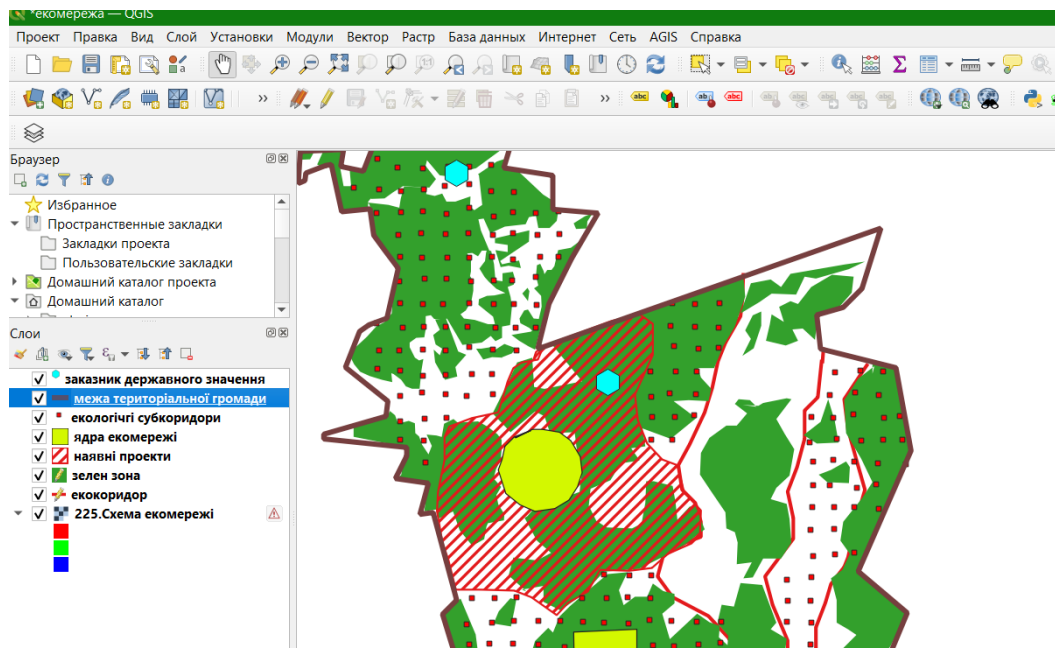 *екомережа — QGIS
Проект Правка Вид Слой Установки Модули Вектор Растр База данных Интернет Сеть AGIS Справка
Браузер
Избранное
Пространственные закладки
Закладки проекта
Пользовательские закладки
Домашний каталог проекта
Домашний каталог
Слои
заказник державного значення
межа територіальної громади
екологічгі субкоридори
ядра екомережі
наявні проекти
зелен зона
екокоридор
225.Схема екомережі